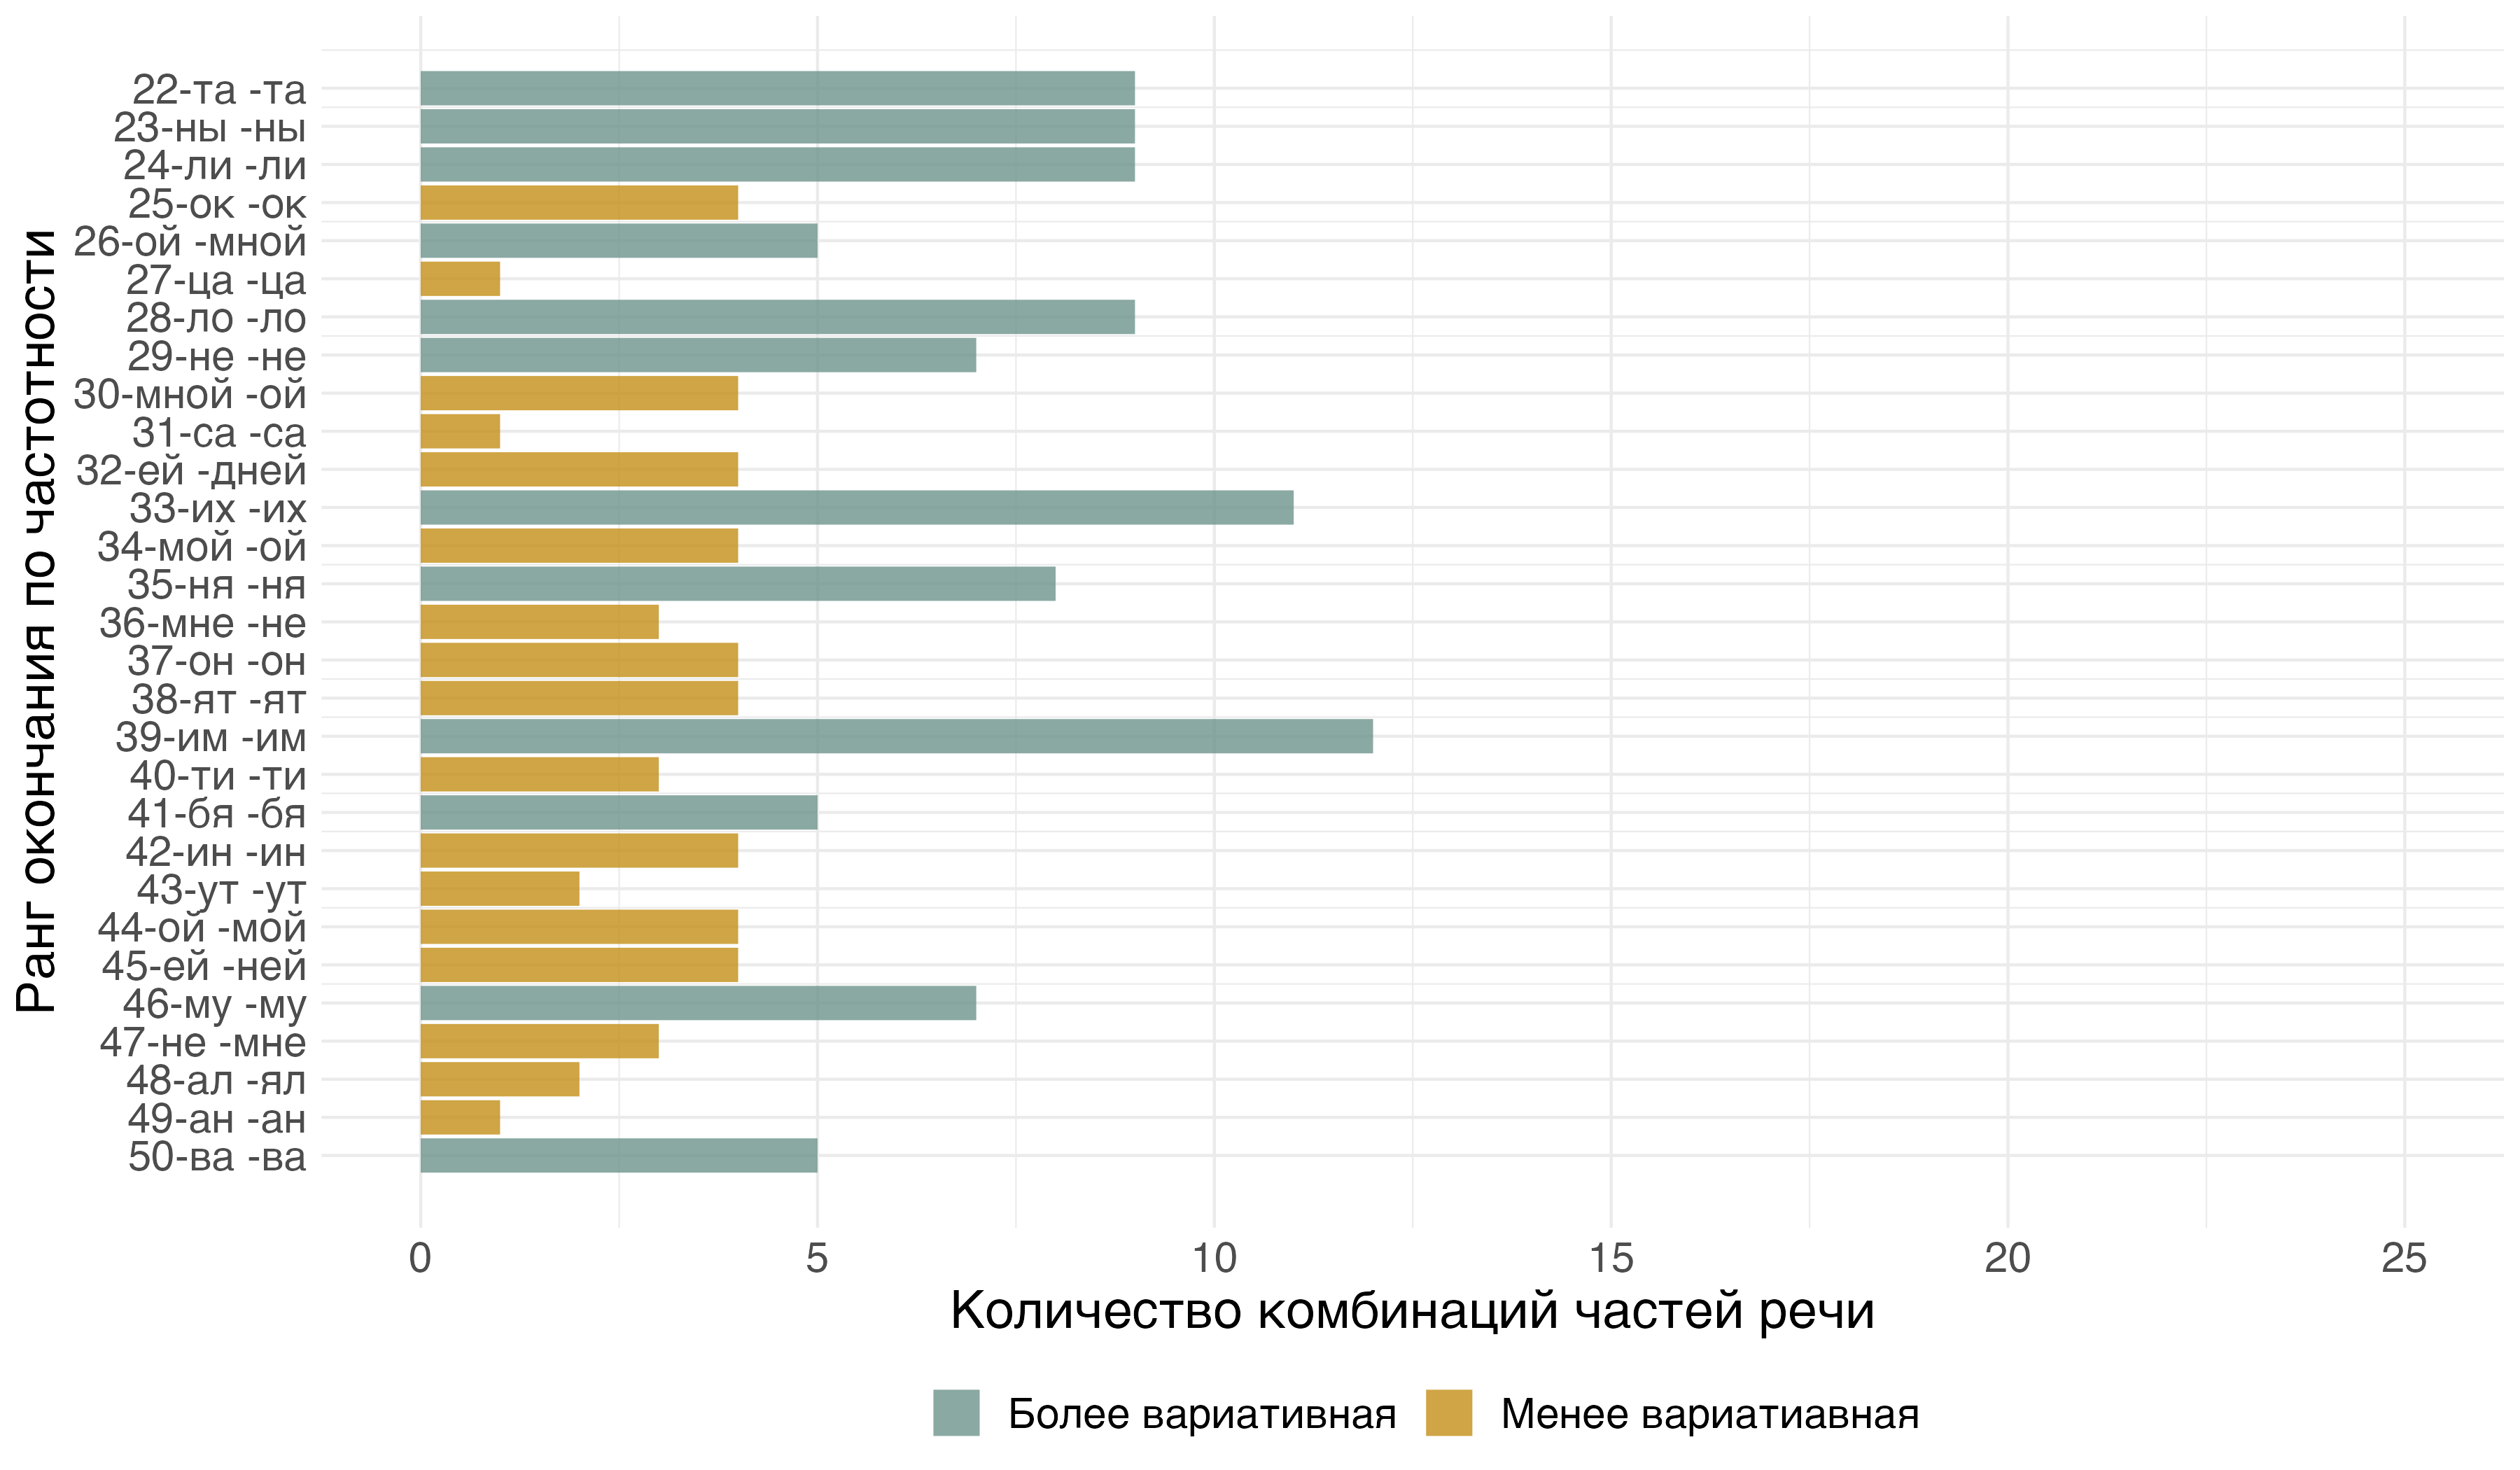 Ранг окончания по частотности
22-та -та
23-ны -ны
24-ли -ли
25-ок -ок
26-ой -мной
27-ца -ца
28-ло -ло
29-не -не
30-мной -ой
31-са -са
32-ей -дней
33-их -их
34-мой -ой
35-ня -ня
36-мне -не
37-он -он
38-ят -ят
39-им -им
40-ти -ти
41-бя -бя
42-ин -ин
43-ут -ут
44-ой -мой
45-ей -ней
46-му -му
47-не -мне
48-ал -ял
49-ан -ан
50-ва -ва
0 5 10 15 20 25
Количество комбинаций частей речи
Более вариативная Менее вариатиавная